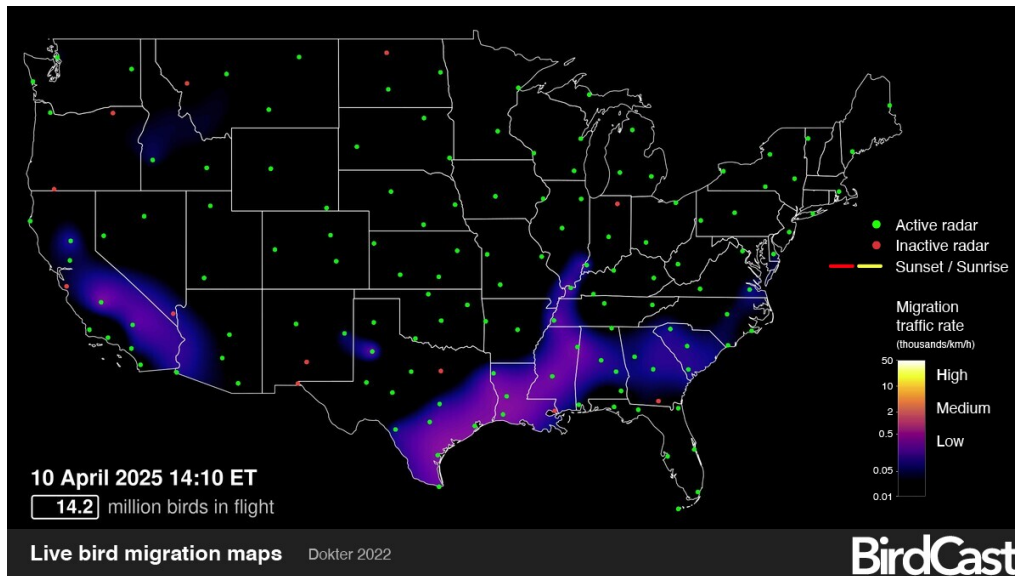 Active radar
Inactive radar
Sunset / Sunrise
Migration
traffic rate
(thousands/km/h)
50
10
2
0.5
0.05
0.01
High
Medium
Low
10 April 2025 14:10 ET
14.2 million birds in flight
Live bird migration maps Dokter 2022
BirdCast